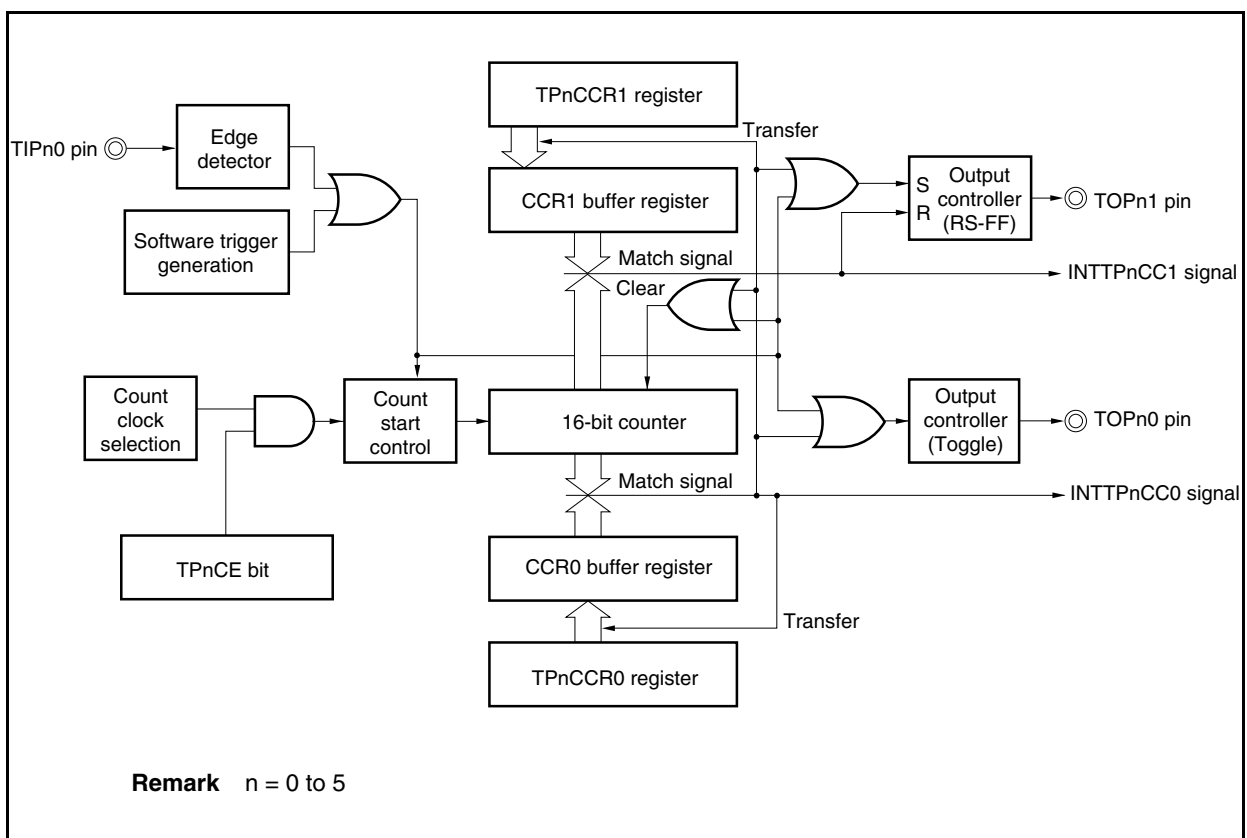 TPnCCR1 register
Transfer
TIPn0 pin
Edge
detector
CCR1 buffer register
S
R
Output
controller
(RS-FF)
TOPn1 pin
Software trigger
generation
Match signal
INTTPnCC1 signal
Clear
Count
clock
selection
Count
start
control
16-bit counter
Output
controller
(Toggle)
TOPn0 pin
Match signal
INTTPnCC0 signal
TPnCE bit
CCR0 buffer register
Transfer
TPnCCR0 register
Remark n = 0 to 5